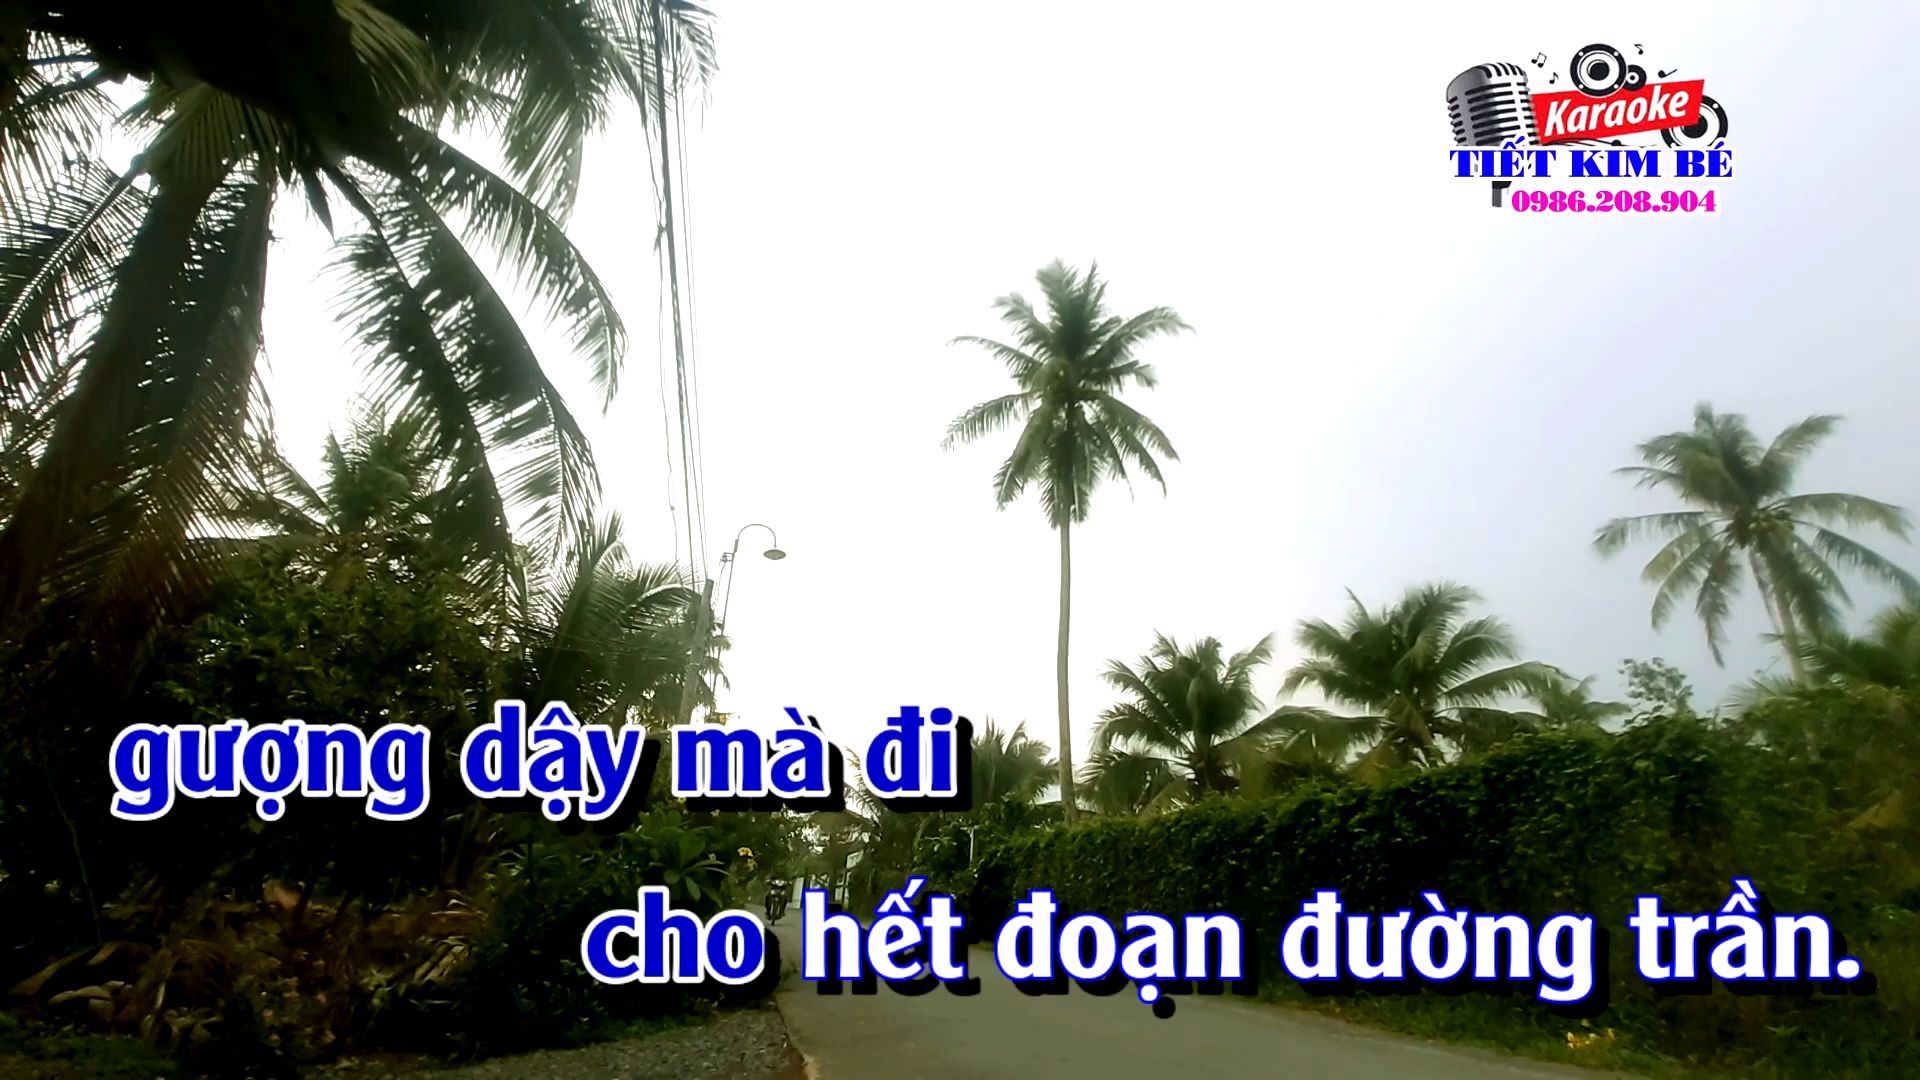 Karaoke
TIẾT KIM BÉ
0986.208.904
gượng dậy mà đi
cho hết đoạn đường trần.